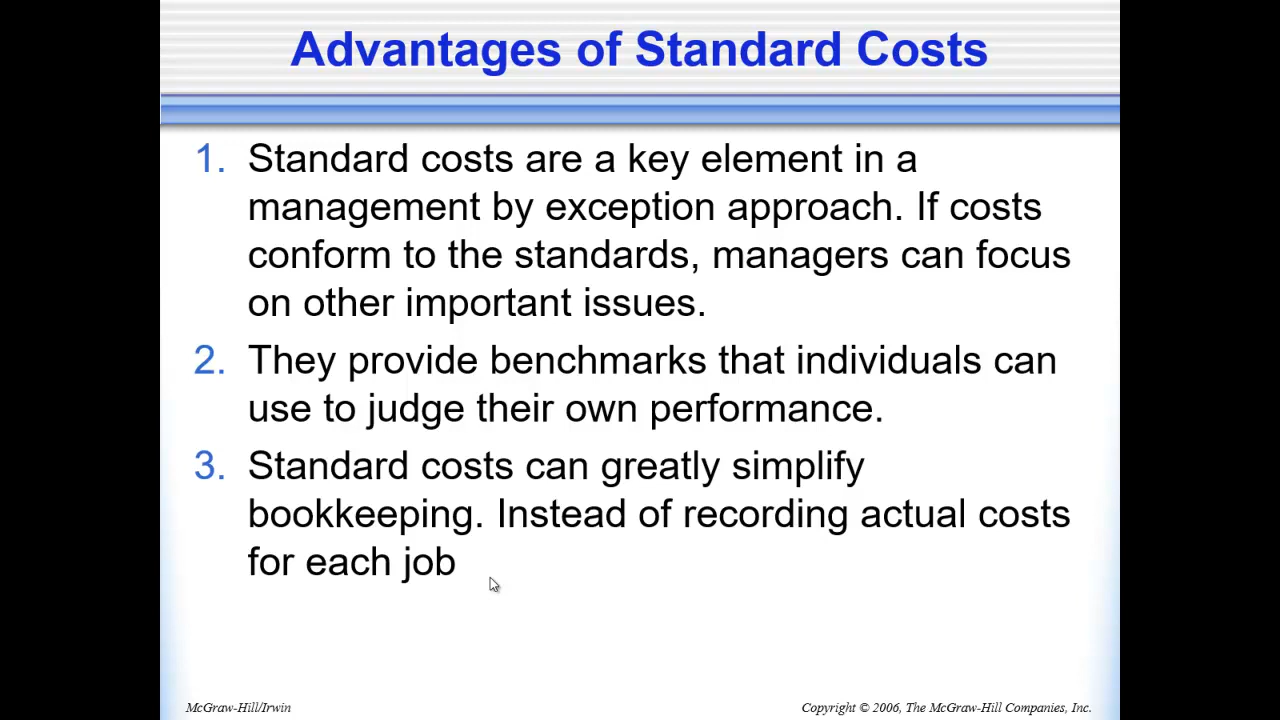 Advantages of Standard Costs
1. Standard costs are a key element in a
management by exception approach. If costs
conform to the standards, managers can focus
on other important issues.
2. They provide benchmarks that individuals can
use to judge their own performance.
3. Standard costs can greatly simplify
bookkeeping. Instead of recording actual costs
for each job
McGraw-Hill/Irwin
Copyright © 2006, The McGraw-Hill Companies, Inc.